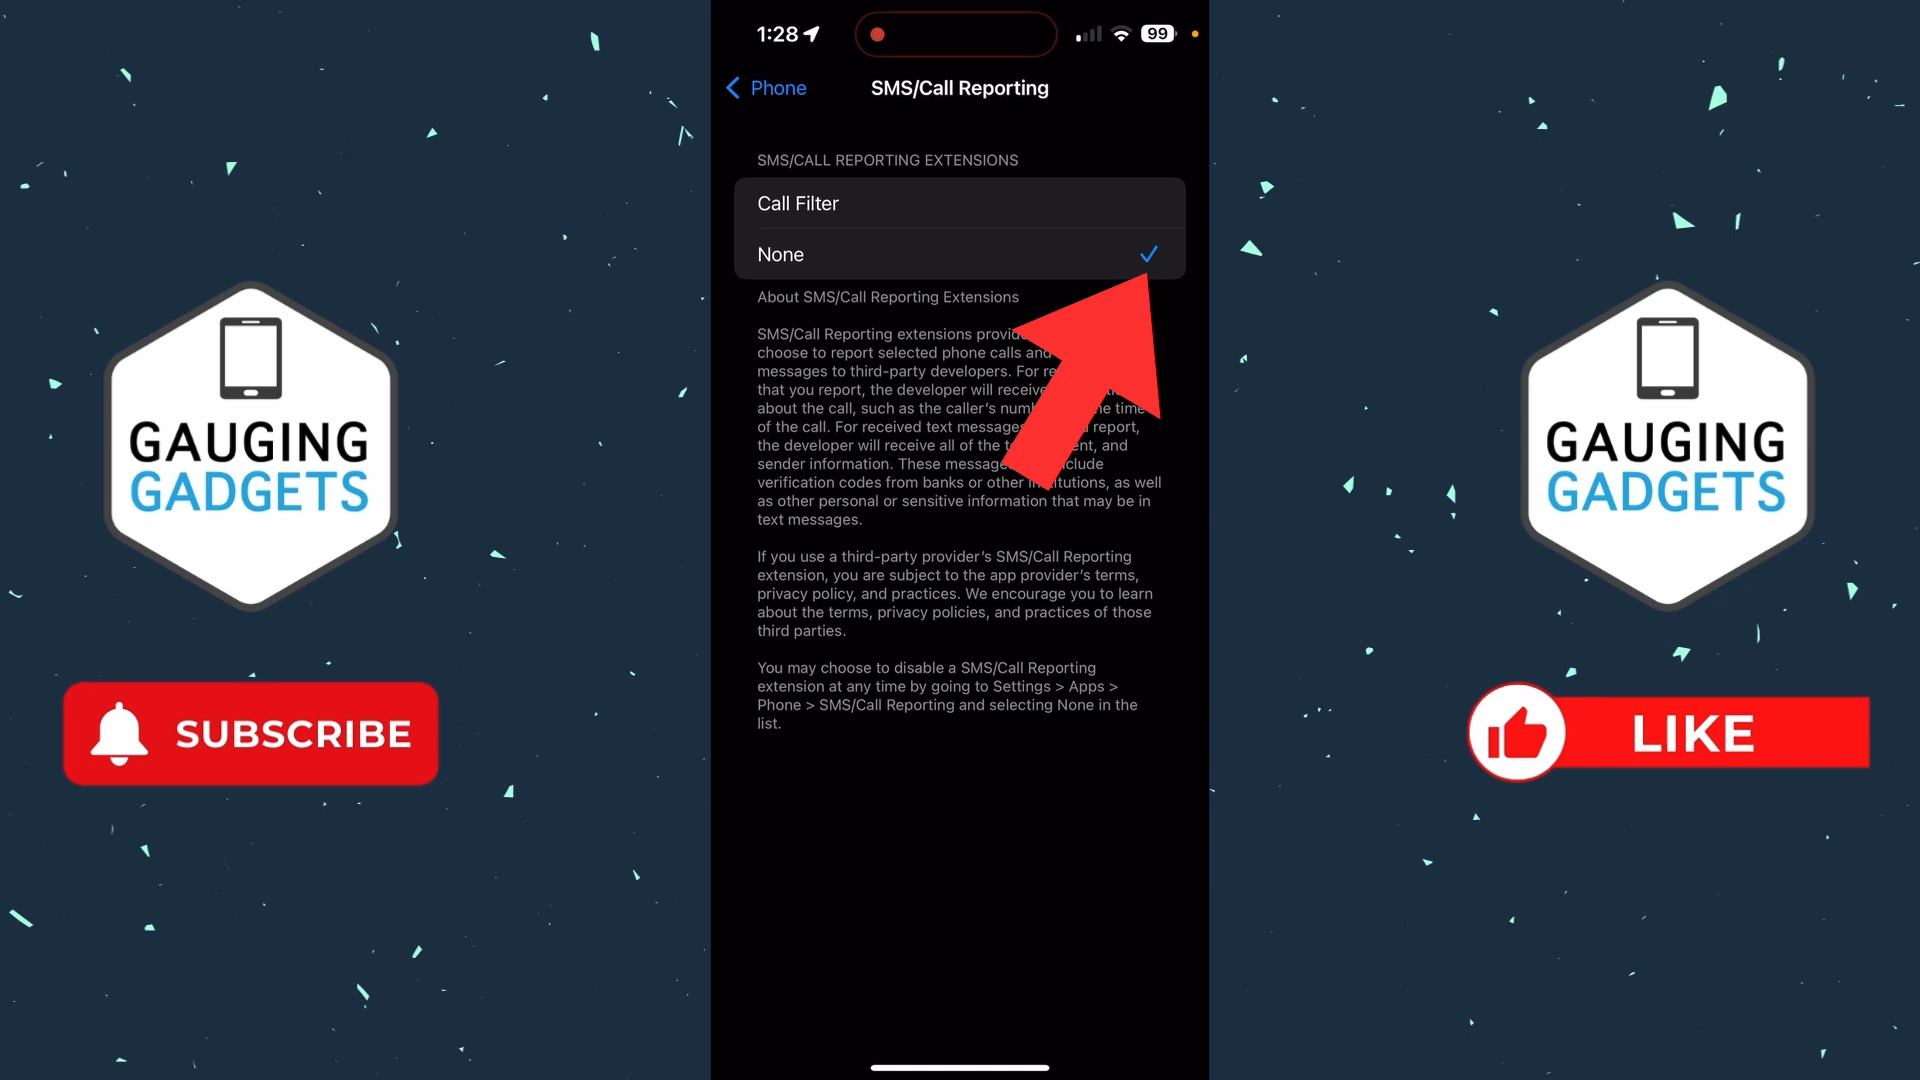 1:28
99
Phone
SMS/Call Reporting
SMS/CALL REPORTING EXTENSIONS
Call Filter
None
About SMS/Call Reporting Extensions
SMS/Call Reporting extensions
choose to report selected phone calls and
messages to third-party developers. For
that you report, the developer will receive
about the call, such as the caller's time
of the call. For received text messages report,
the developer will receive all of the and
sender information. These
verification codes from banks or other as well
as other personal or sensitive information that may be in
text messages.
If you use a third-party provider's SMS/Call Reporting
extension, you are subject to the app provider's terms,
privacy policy, and practices. We encourage you to learn
about the terms, privacy policies, and practices of those
third parties.
You may choose to disable a SMS/Call Reporting
extension at any time by going to Settings > Apps >
Phone > SMS/Call Reporting and selecting None in the
list.
GAUGING
GADGETS
SUBSCRIBE
GAUGING
GADGETS
LIKE